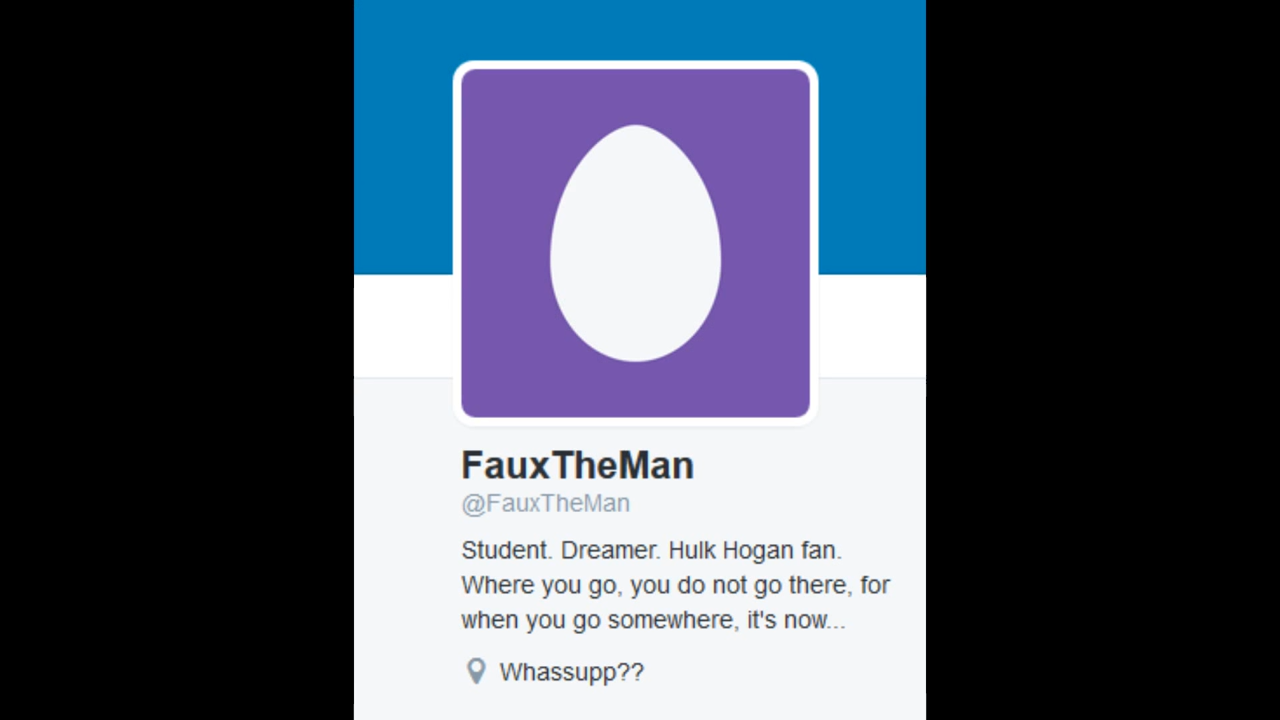 FauxTheMan
@FauxTheMan
Student. Dreamer. Hulk Hogan fan.
Where you go, you do not go there, for
when you go somewhere, it's now...
Whassupp??